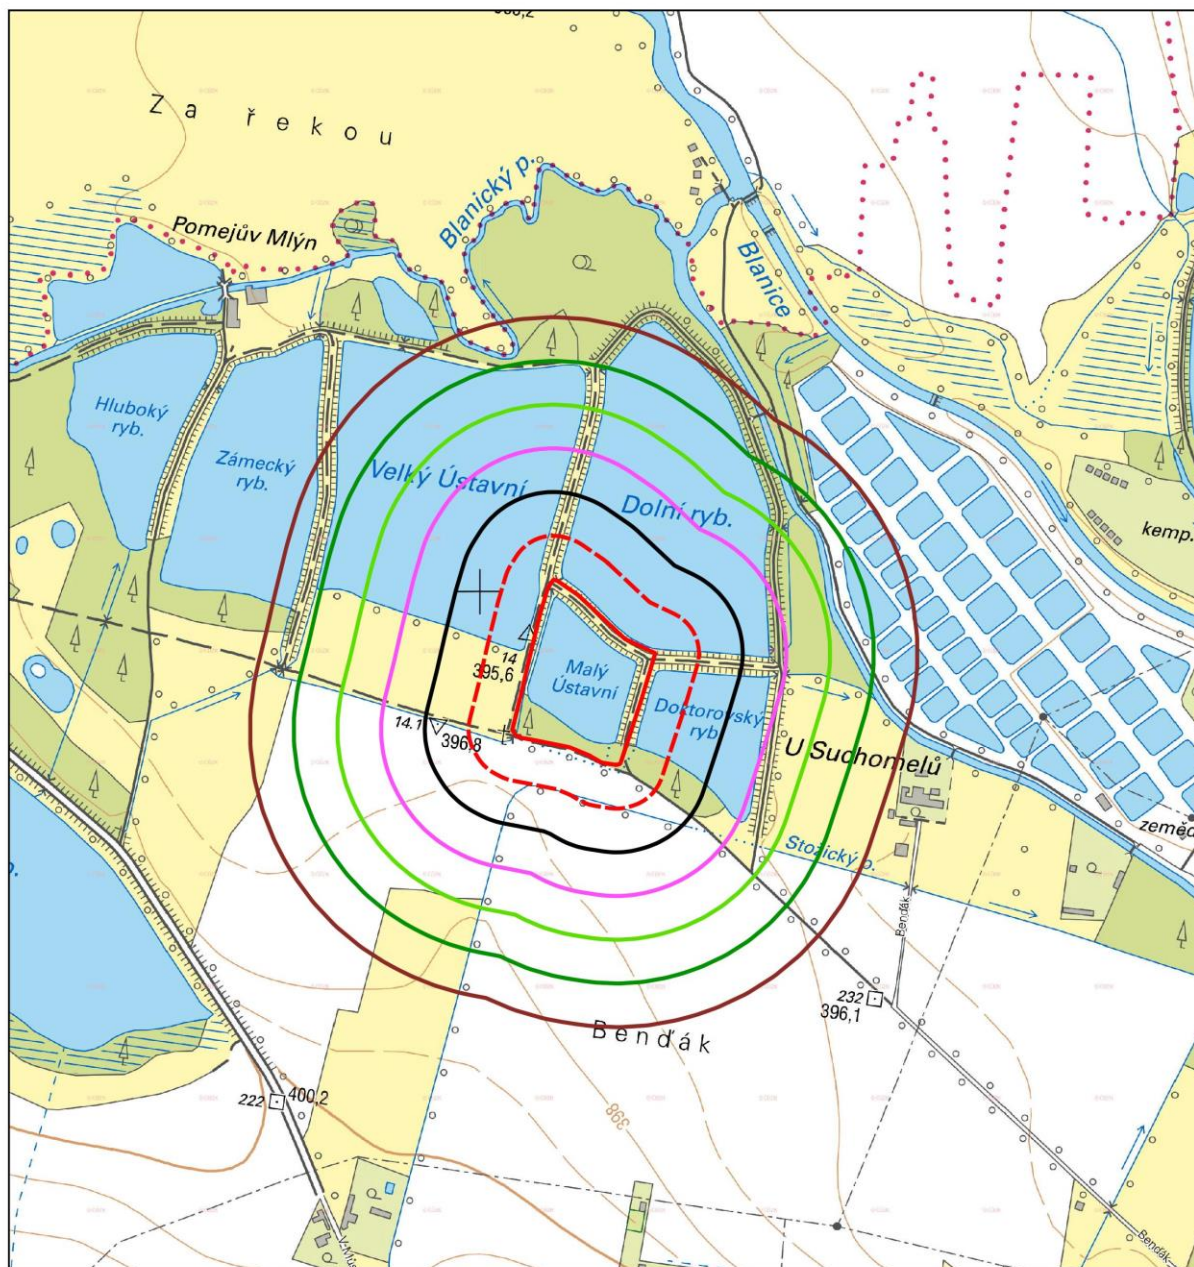 Za řekou
Blanický p.
Pomejův Mlýn
Blanice
Hluboký
ryb.
Zámecký
ryb.
Velký Ústavní
Dolní ryb.
kemp.
14
395,6
Malý
Ústavní
Doktorovský
ryb.
14.1
396,8
U Suchomelů
Stožický p.
zeměd
Benďák
232
396,1
Benďák
398
222
400,2
Benďák